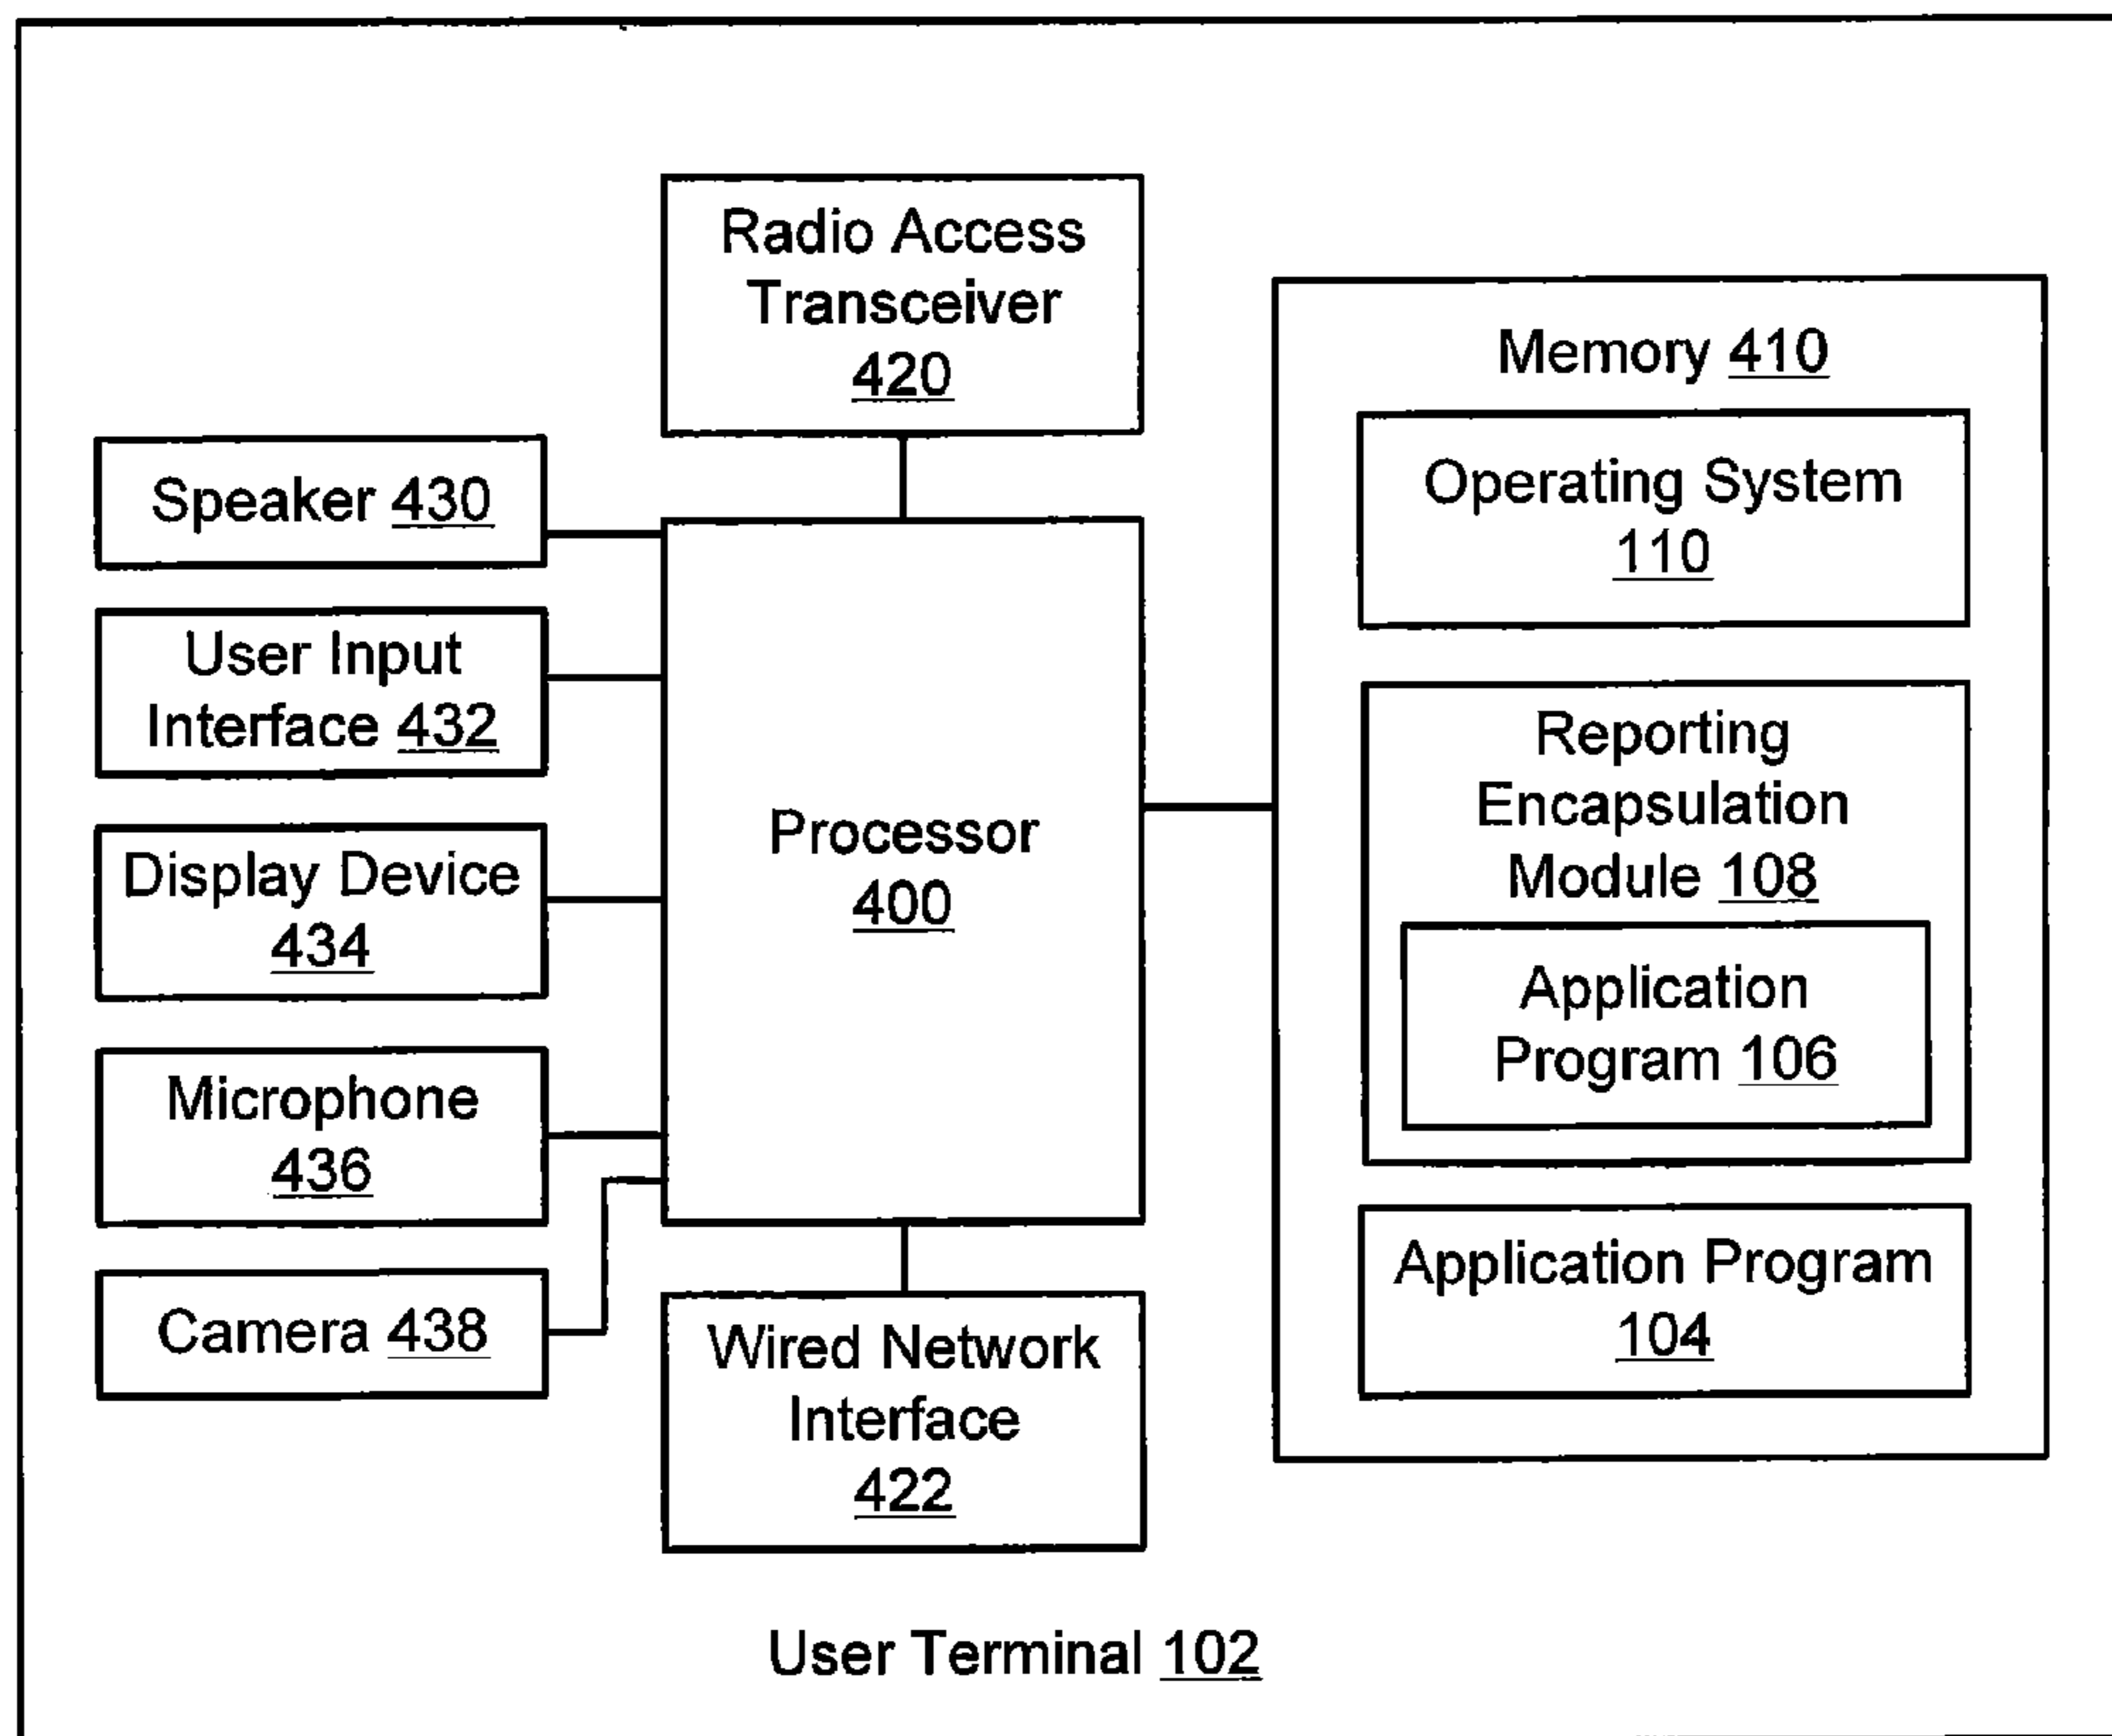 Radio Access
Transceiver
420
Speaker 430
User Input
Interface 432
Display Device
434
Microphone
436
Camera 438
Processor
400
Wired Network
Interface
422
Memory 410
Operating System
110
Reporting
Encapsulation
Module 108
Application
Program 106
Application Program
104
User Terminal 102